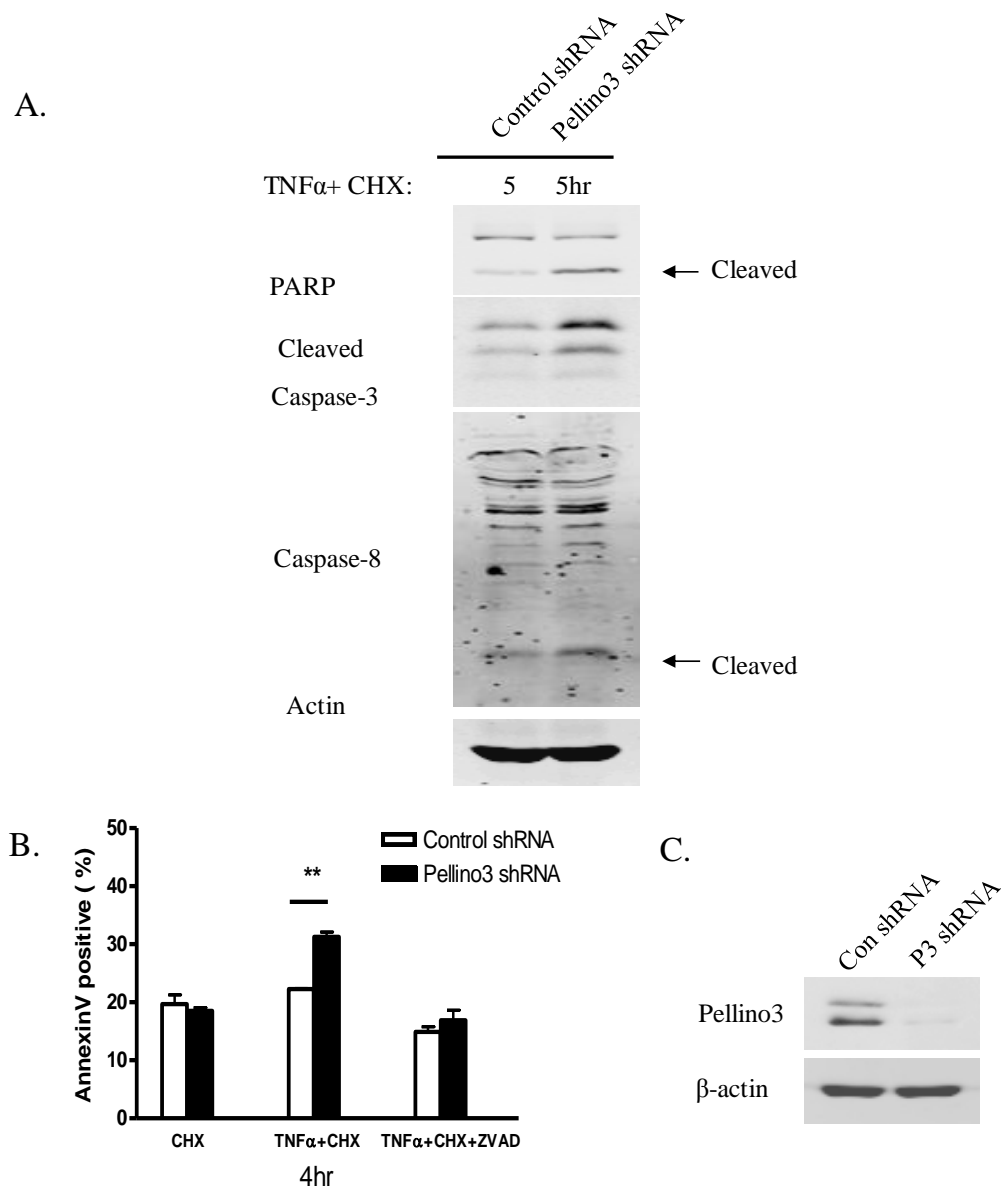 A.
Control shRNA
Pellino3 shRNA
TNFα+ CHX:
5
5hr
Cleaved
PARP
Cleaved
Caspase-3
Caspase-8
Cleaved
Actin
B.
50
40
30
20
10
0
AnnexinV positive ( %)
Control shRNA
Pellino3 shRNA
**
CHX
TNFα+CHX
TNFα+CHX+ZVAD
4hr
C.
Con shRNA
P3 shRNA
Pellino3
β-actin